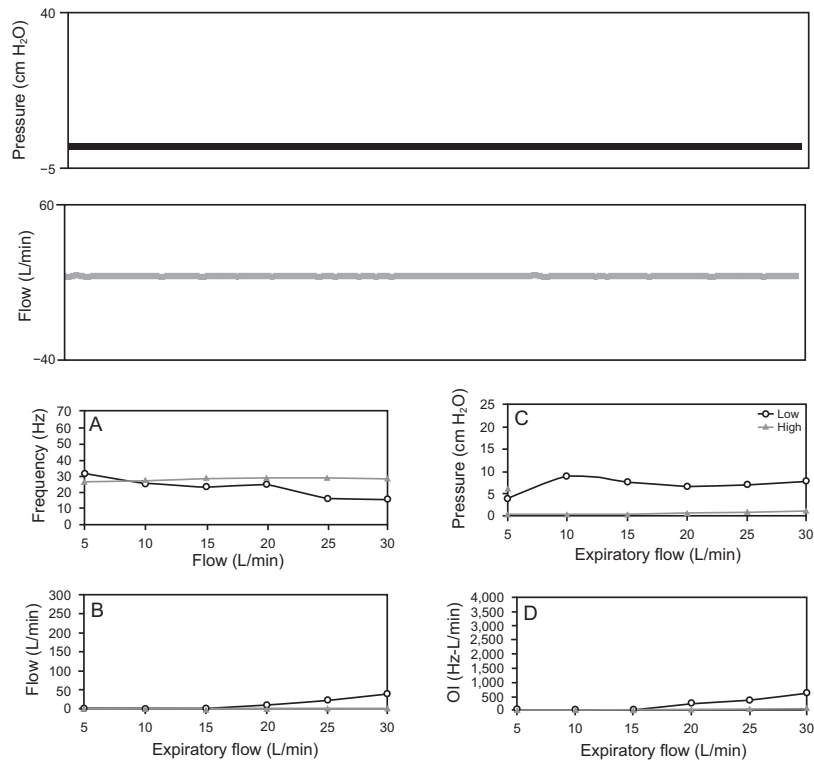 40
Pressure (cm H₂O)
−5
60
Flow (L/min)
−40
A
Frequency (Hz)
70
60
50
40
30
20
10
0
5 10 15 20 25 30
Flow (L/min)
C
Low
High
Pressure (cm H₂O)
25
20
15
10
5
0
5 10 15 20 25 30
Expiratory flow (L/min)
B
Flow (L/min)
300
250
200
150
100
50
0
5 10 15 20 25 30
Expiratory flow (L/min)
D
OI (Hz-L/min)
4,000
3,500
3,000
2,500
2,000
1,500
1,000
500
0
5 10 15 20 25 30
Expiratory flow (L/min)